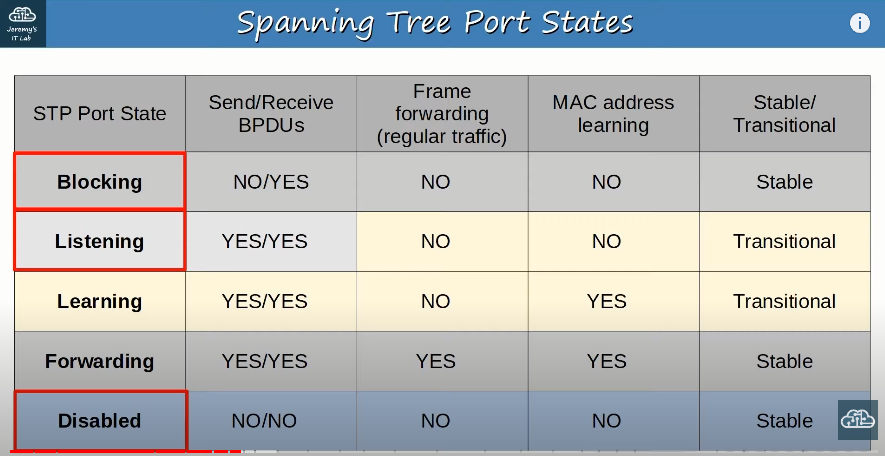 Jeremy's
IT Lab
Spanning Tree Port States
i
STP Port State
Send/Receive
BPDUs
Frame
forwarding
(regular traffic)
MAC address
learning
Stable/
Transitional
Blocking
NO/YES
NO
NO
Stable
Listening
YES/YES
NO
NO
Transitional
Learning
YES/YES
NO
YES
Transitional
Forwarding
YES/YES
YES
YES
Stable
Disabled
NO/NO
NO
NO
Stable